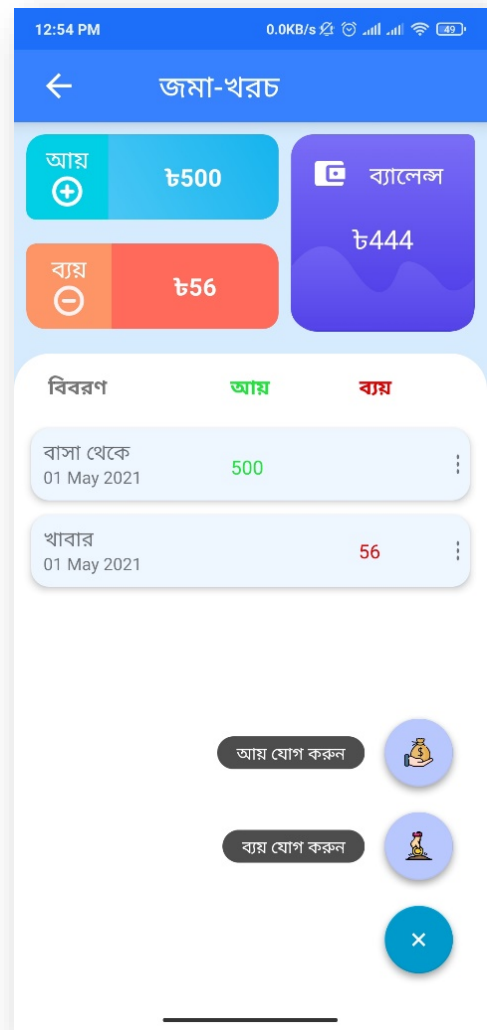 12:54 PM 0.0KB/s 49
জমা-খরচ
আয়
৳500
ব্যালেন্স
৳444
ব্যয়
৳56
বিবরণ আয় ব্যয়
বাসা থেকে
01 May 2021
500
খাবার
01 May 2021
56
আয় যোগ করুন
ব্যয় যোগ করুন